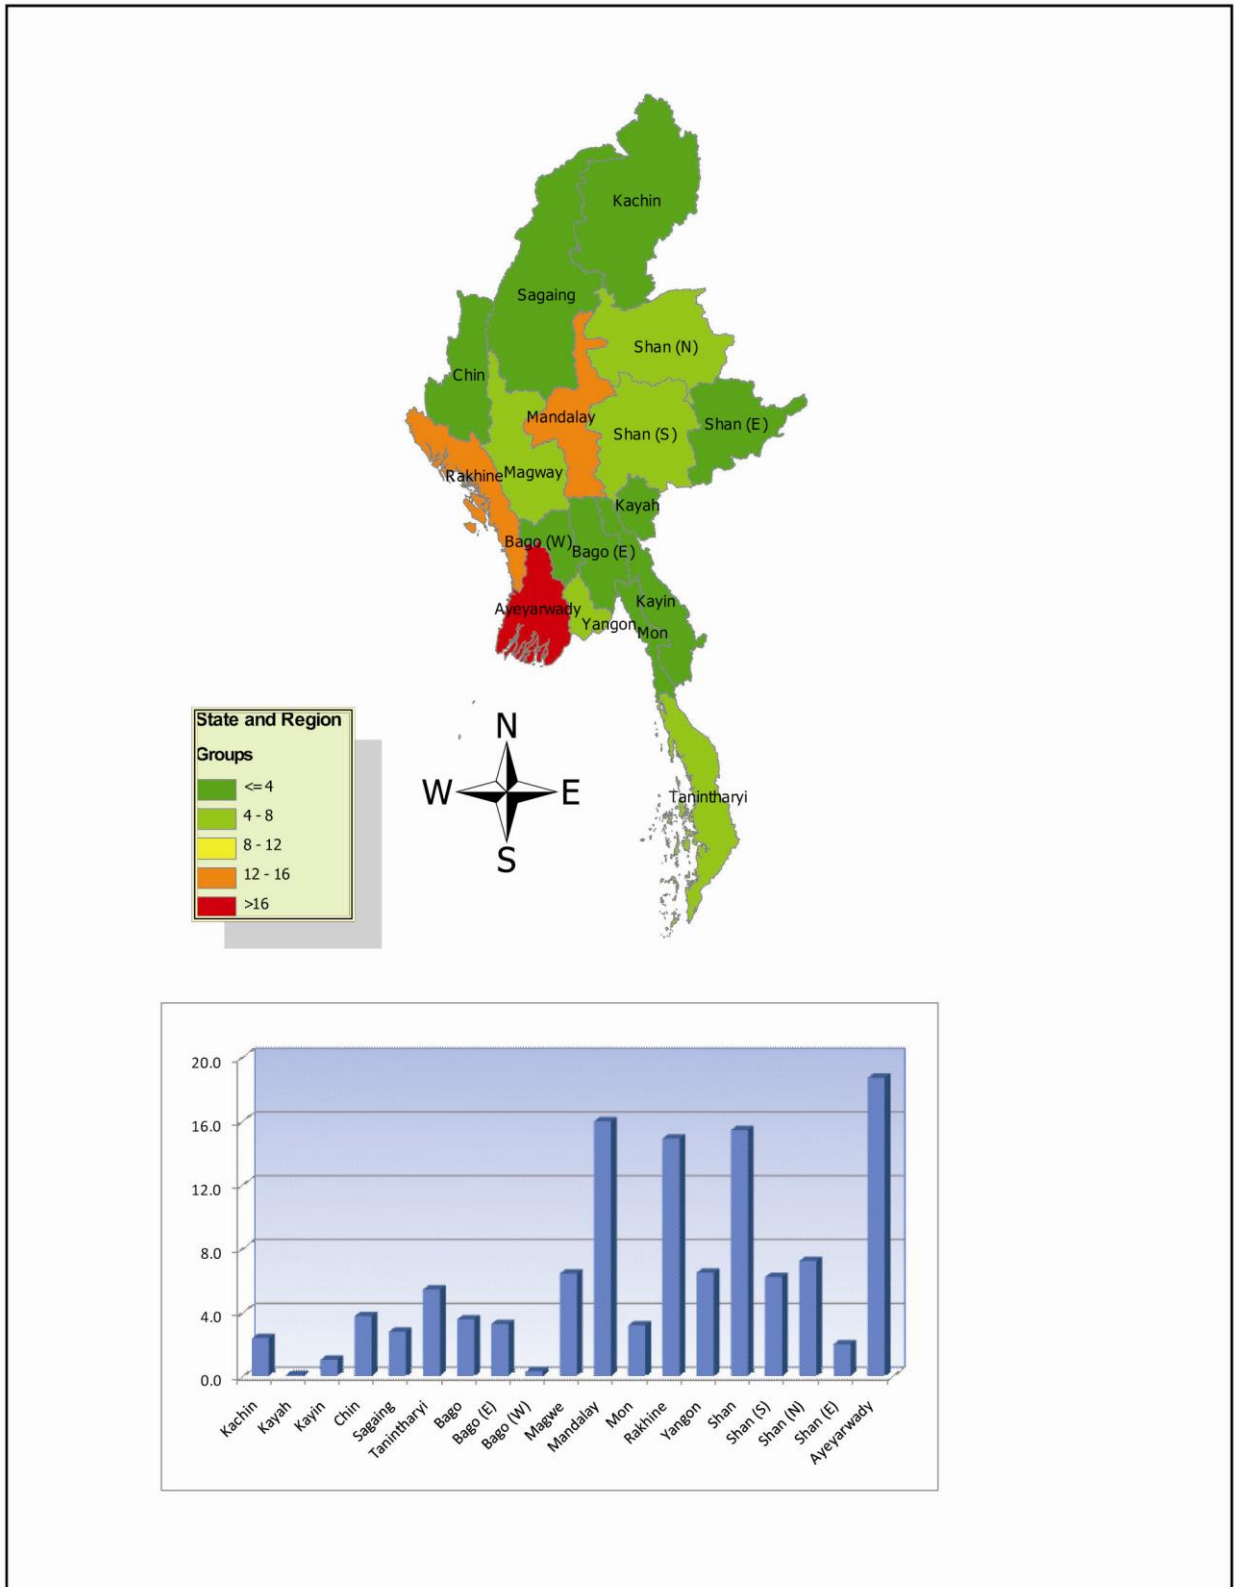 Kachin
Sagaing
Shan (N)
Chin
Mandalay
Shan (E)
Shan (S)
Rakhine
Magway
Kayah
Bago (W)
Bago (E)
Kayin
Ayeyarwady
Yangon
Mon
Tanintharyi
State and Region
Groups
<=4
4 - 8
8 - 12
12 - 16
>16
N
W E
S
20.0
16.0
12.0
8.0
4.0
0.0
Kachin
Kayah
Kayin
Chin
Sagaing
Tanintharyi
Bago
Bago (E)
Bago (W)
Magwe
Mandalay
Mon
Rakhine
Yangon
Shan
Shan (S)
Shan (N)
Shan (E)
Ayeyarwady